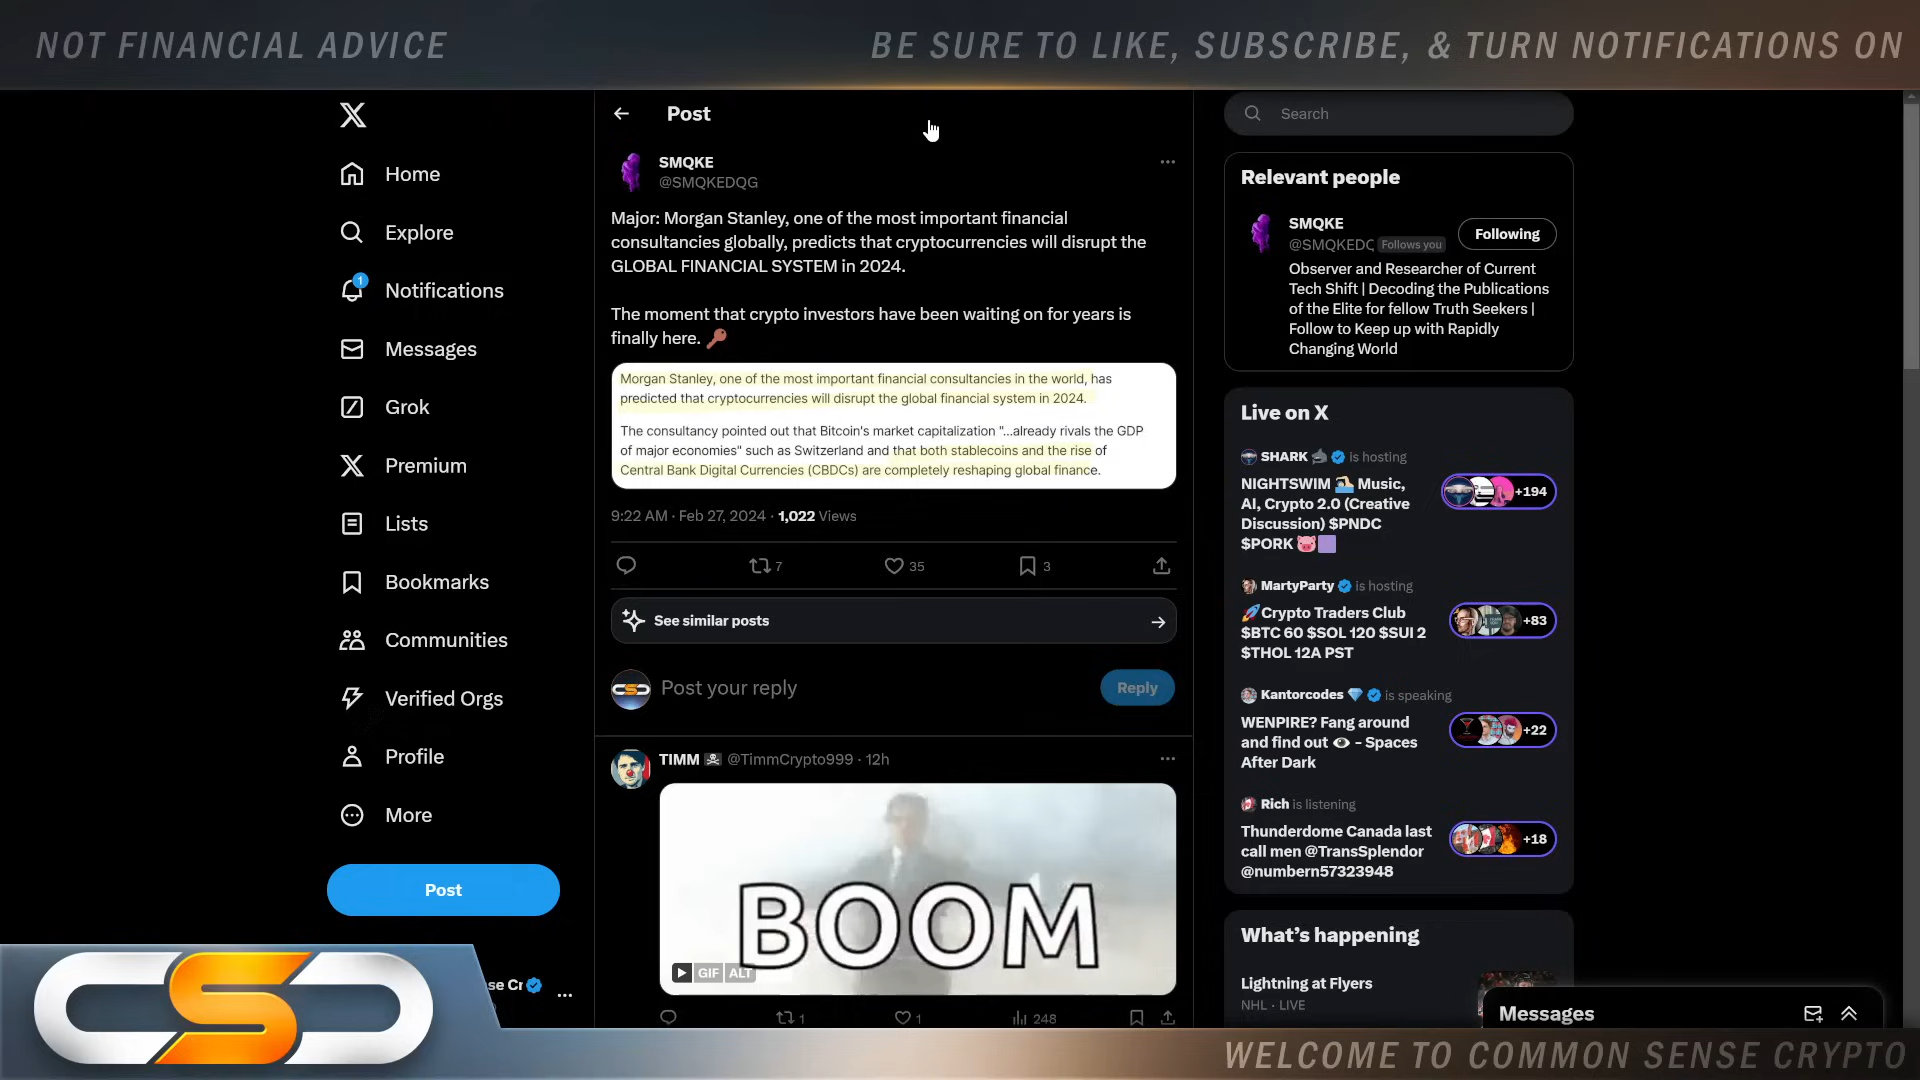 NOT FINANCIAL ADVICE
BE SURE TO LIKE, SUBSCRIBE, & TURN NOTIFICATIONS ON
Home
Explore
1
Notifications
Messages
Grok
Premium
Lists
Bookmarks
Communities
Verified Orgs
Profile
More
Post
se Cr
Post
SMQKE
@SMQKEDQG
Major: Morgan Stanley, one of the most important financial
consultancies globally, predicts that cryptocurrencies will disrupt the
GLOBAL FINANCIAL SYSTEM in 2024.
The moment that crypto investors have been waiting on for years is
finally here.
Morgan Stanley, one of the most important financial consultancies in the world, has
predicted that cryptocurrencies will disrupt the global financial system in 2024.
The consultancy pointed out that Bitcoin's market capitalization "...already rivals the GDP
of major economies" such as Switzerland and that both stablecoins and the rise of
Central Bank Digital Currencies (CBDCs) are completely reshaping global finance.
9:22 AM · Feb 27, 2024 · 1,022 Views
7
35
3
See similar posts
Post your reply
Reply
TIMM @TimmCrypto999 · 12h
BOOM
GIF ALT
1
1
248
Search
Relevant people
SMQKE
@SMQKEDC Follows you
Following
Observer and Researcher of Current
Tech Shift | Decoding the Publications
of the Elite for fellow Truth Seekers |
Follow to Keep up with Rapidly
Changing World
Live on X
SHARK is hosting
NIGHTSWIM Music,
AI, Crypto 2.0 (Creative
Discussion) $PNDC
$PORK
+194
MartyParty is hosting
Crypto Traders Club
$BTC 60 $SOL 120 $SUI 2
$THOL 12A PST
+83
Kantorcodes is speaking
WENPIRE? Fang around
and find out - Spaces
After Dark
+22
Rich is listening
Thunderdome Canada last
call men @TransSplendor
@numbern57323948
+18
What's happening
Lightning at Flyers
NHL · LIVE
Messages
CSC
WELCOME TO COMMON SENSE CRYPTO